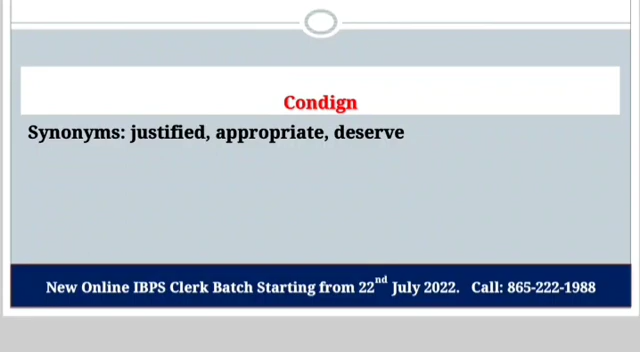 Condign
Synonyms: justified, appropriate, deserve
New Online IBPS Clerk Batch Starting from 22nd July 2022. Call: 865-222-1988